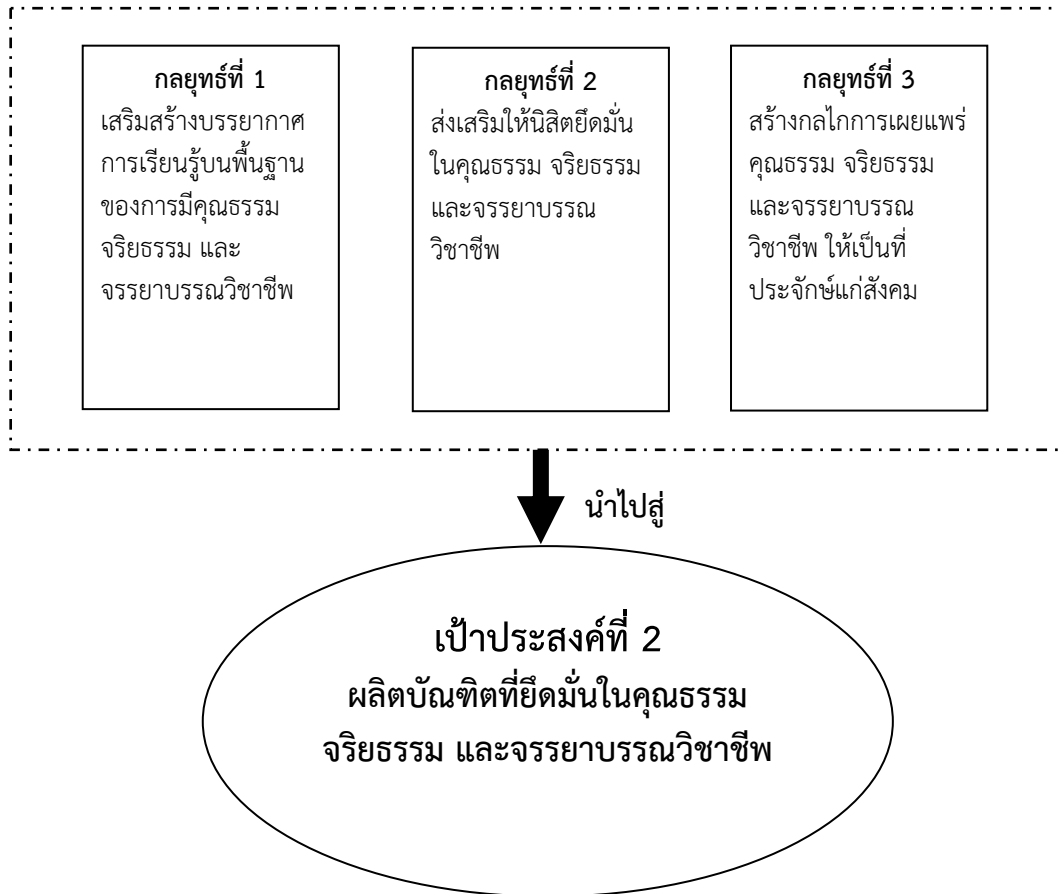 กลยุทธ์ที่ 1
เสริมสร้างบรรยากาศ
การเรียนรู้บนพื้นฐาน
ของการมีคุณธรรม
จริยธรรม และ
จรรยาบรรณวิชาชีพ
กลยุทธ์ที่ 2
ส่งเสริมให้นิสิตยึดมั่น
ในคุณธรรม จริยธรรม
และจรรยาบรรณ
วิชาชีพ
กลยุทธ์ที่ 3
สร้างกลไกการเผยแพร่
คุณธรรม จริยธรรม
และจรรยาบรรณ
วิชาชีพ ให้เป็นที่
ประจักษ์แก่สังคม
นำไปสู่
เป้าประสงค์ที่ 2
ผลิตบัณฑิตที่ยึดมั่นในคุณธรรม
จริยธรรม และจรรยาบรรณวิชาชีพ